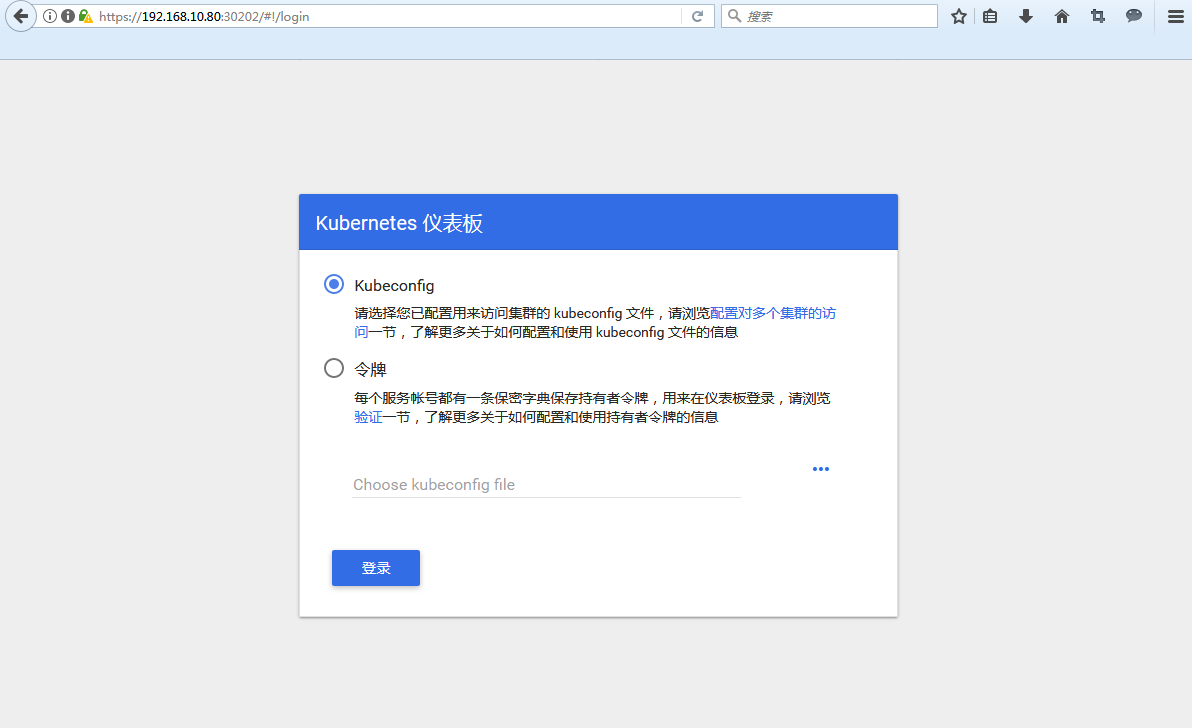 https://192.168.10.80:30202/#!/login
搜索
Kubernetes 仪表板
Kubeconfig
请选择您已配置用来访问集群的 kubeconfig 文件，请浏览配置对多个集群的访
问一节，了解更多关于如何配置和使用 kubeconfig 文件的信息
令牌
每个服务帐号都有一条保密字典保存持有者令牌，用来在仪表板登录，请浏览
验证一节，了解更多关于如何配置和使用持有者令牌的信息
Choose kubeconfig file
登录